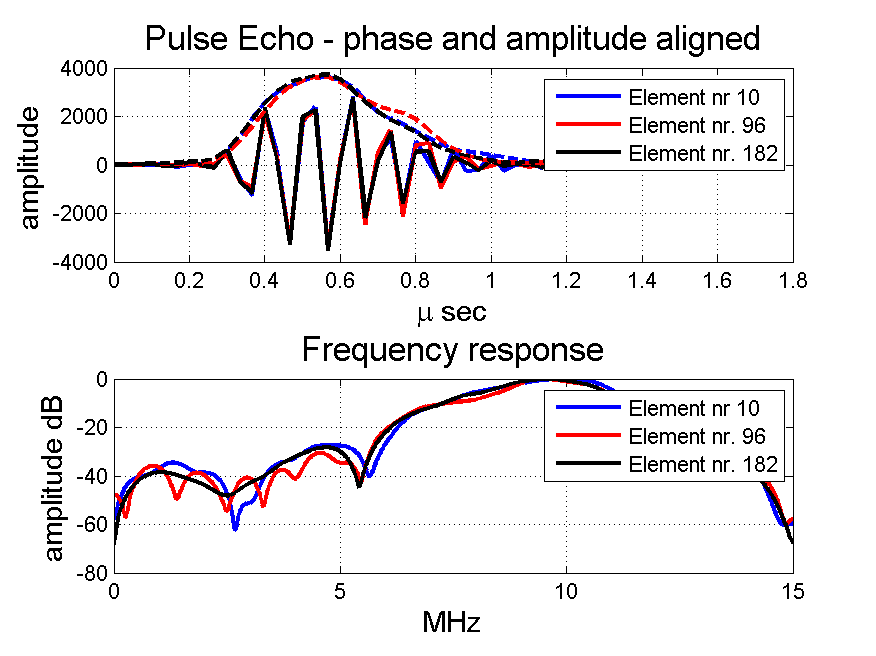 Pulse Echo - phase and amplitude aligned
4000
2000
0
-2000
-4000
amplitude
Element nr 10
Element nr. 96
Element nr. 182
0 0.2 0.4 0.6 0.8 1 1.2 1.4 1.6 1.8
μ sec
Frequency response
0
-20
-40
-60
-80
amplitude dB
Element nr 10
Element nr. 96
Element nr. 182
0 5 10 15
MHz